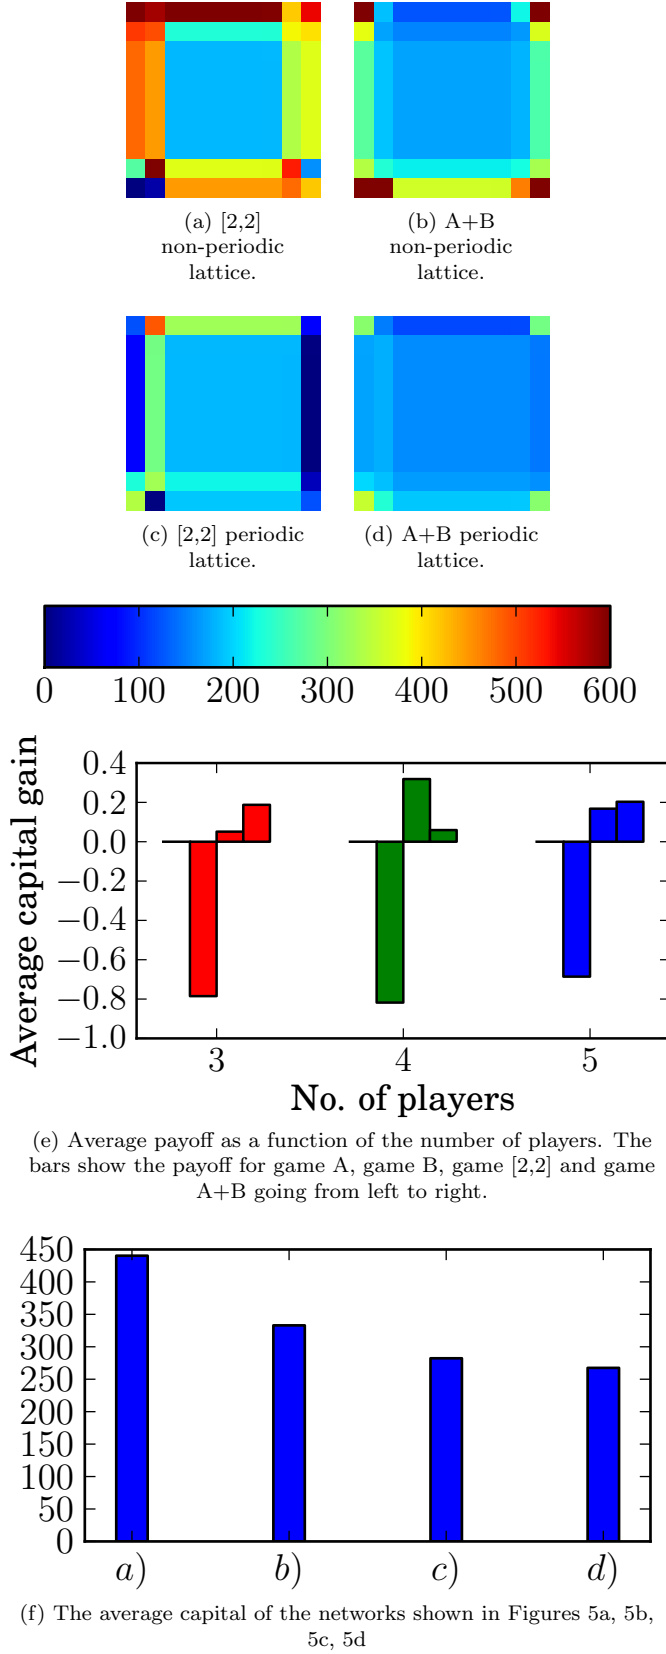 (a) [2,2]
non-periodic
lattice.
(b) A+B
non-periodic
lattice.
(c) [2,2] periodic
lattice.
(d) A+B periodic
lattice.
0 100 200 300 400 500 600
Average capital gain
0.4
0.2
0.0
−0.2
−0.4
−0.6
−0.8
−1.0
3 4 5
No. of players
(e) Average payoff as a function of the number of players. The
bars show the payoff for game A, game B, game [2,2] and game
A+B going from left to right.
450
400
350
300
250
200
150
100
50
0
a) b) c) d)
(f) The average capital of the networks shown in Figures 5a, 5b,
5c, 5d